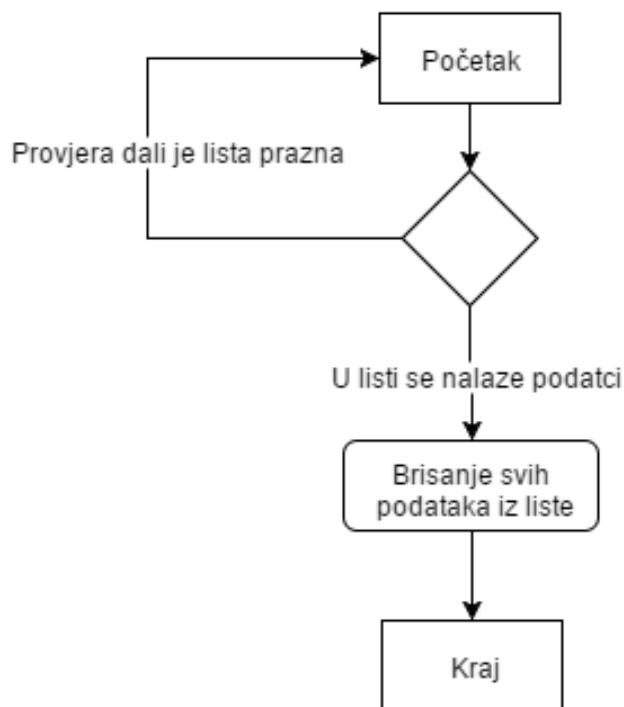 Početak
Provjera dali je lista prazna
U listi se nalaze podatci
Brisanje svih
podataka iz liste
Kraj